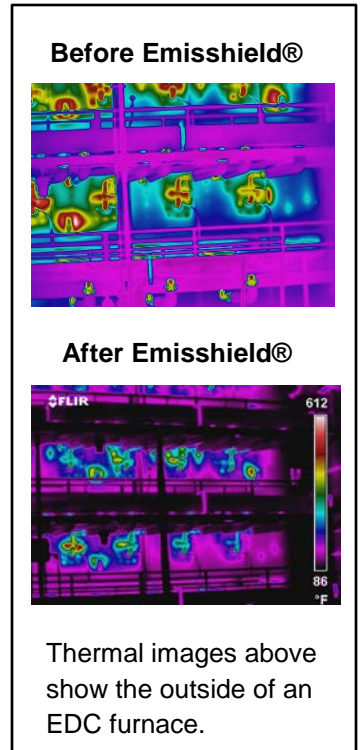 Before Emisshield®
After Emisshield®
FLIR
612
86
°F
Thermal images above
show the outside of an
EDC furnace.